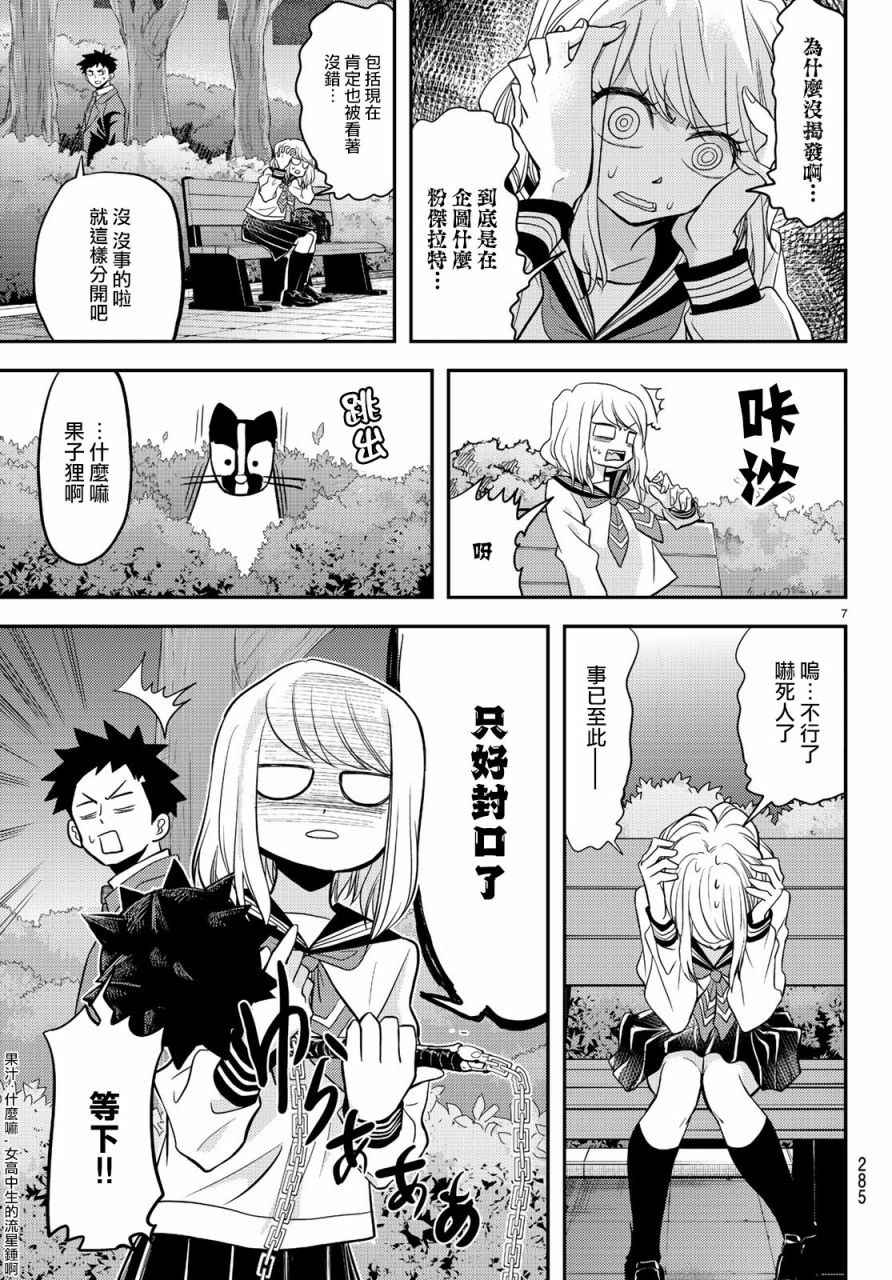 為什麼沒揭發啊…
到底是在
企圖什麼
粉傑拉特…
包括現在
肯定也被看著
沒錯…
沒 沒事的啦
就這樣分開吧
咔沙
呀
跳出
…什麼嘛
果子狸啊
7
嗚…不行了
嚇死人了
事已至此——
只好封口了
ゆ
らぁあ
等下!!
果汁 什麼嘛 女高中生的流星錘啊
285